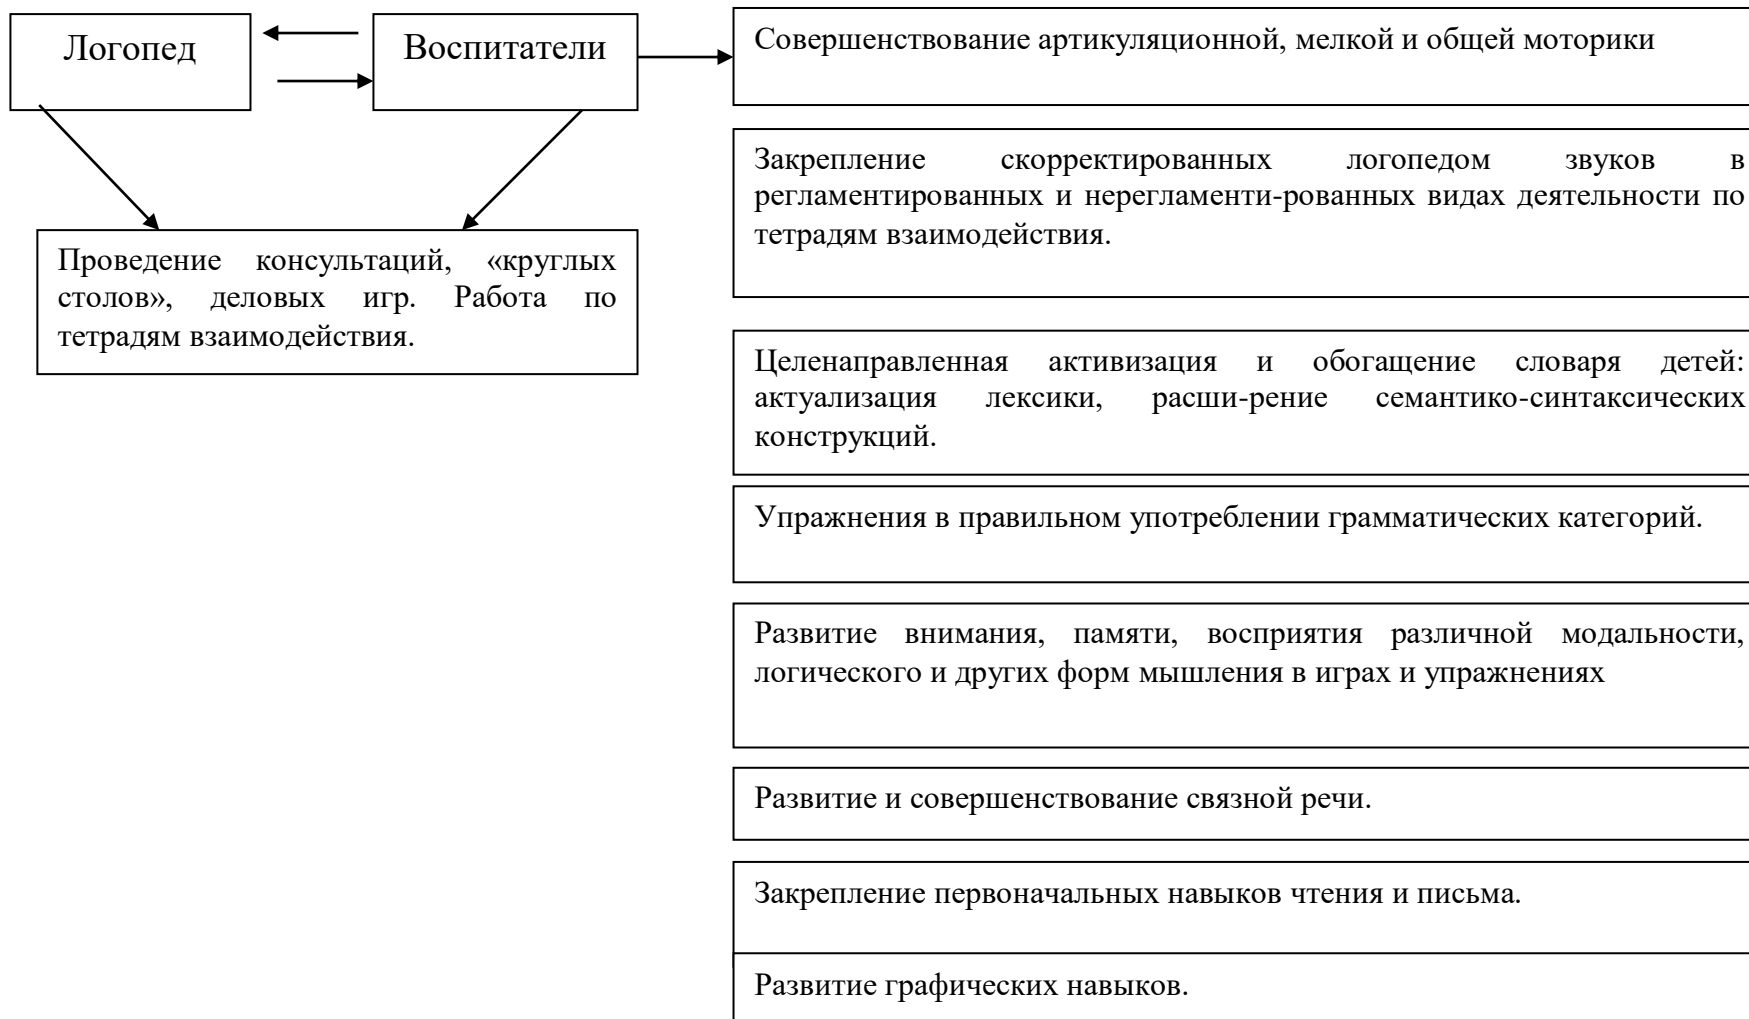 Логопед
Воспитатели
Совершенствование артикуляционной, мелкой и общей моторики
Закрепление скорректированных логопедом звуков в
регламентированных и нерегламенти-рованных видах деятельности по
тетрадям взаимодействия.
Проведение консультаций, «круглых
столов», деловых игр. Работа по
тетрадям взаимодействия.
Целенаправленная активизация и обогащение словаря детей:
актуализация лексики, расши-рение семантико-синтаксических
конструкций.
Упражнения в правильном употреблении грамматических категорий.
Развитие внимания, памяти, восприятия различной модальности,
логического и других форм мышления в играх и упражнениях
Развитие и совершенствование связной речи.
Закрепление первоначальных навыков чтения и письма.
Развитие графических навыков.